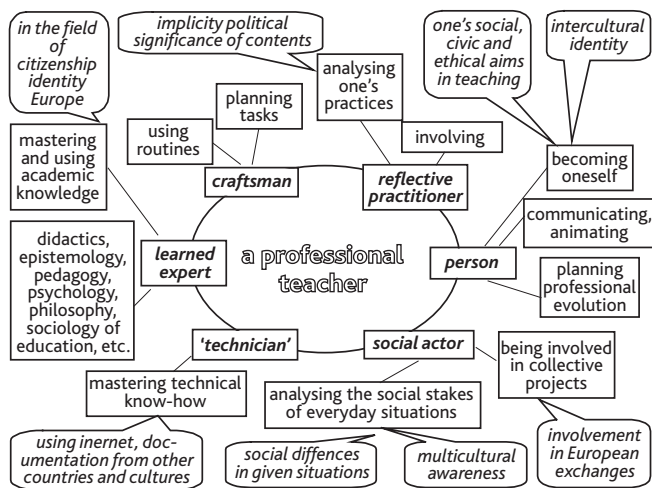 in the field of
citizenship
identity
Europe
implicity political
significance of contents
one's social,
civic and
ethical aims
in teaching
intercultural
identity
planning
tasks
analysing
one's
practices
using
routines
involving
mastering
and using
academic
knowledge
becoming
oneself
craftsman
reflective
practitioner
communicating,
animating
didactics,
epistemology,
pedagogy,
psychology,
philosophy,
sociology of
education, etc.
learned
expert
a professional
teacher
person
planning
professional
evolution
'technician'
social actor
being involved
in collective
projects
mastering technical
know-how
analysing the social stakes
of everyday situations
using inernet, doc-
umentation from other
countries and cultures
social diffences
in given situations
multicultural
awareness
involvement
in European
exchanges